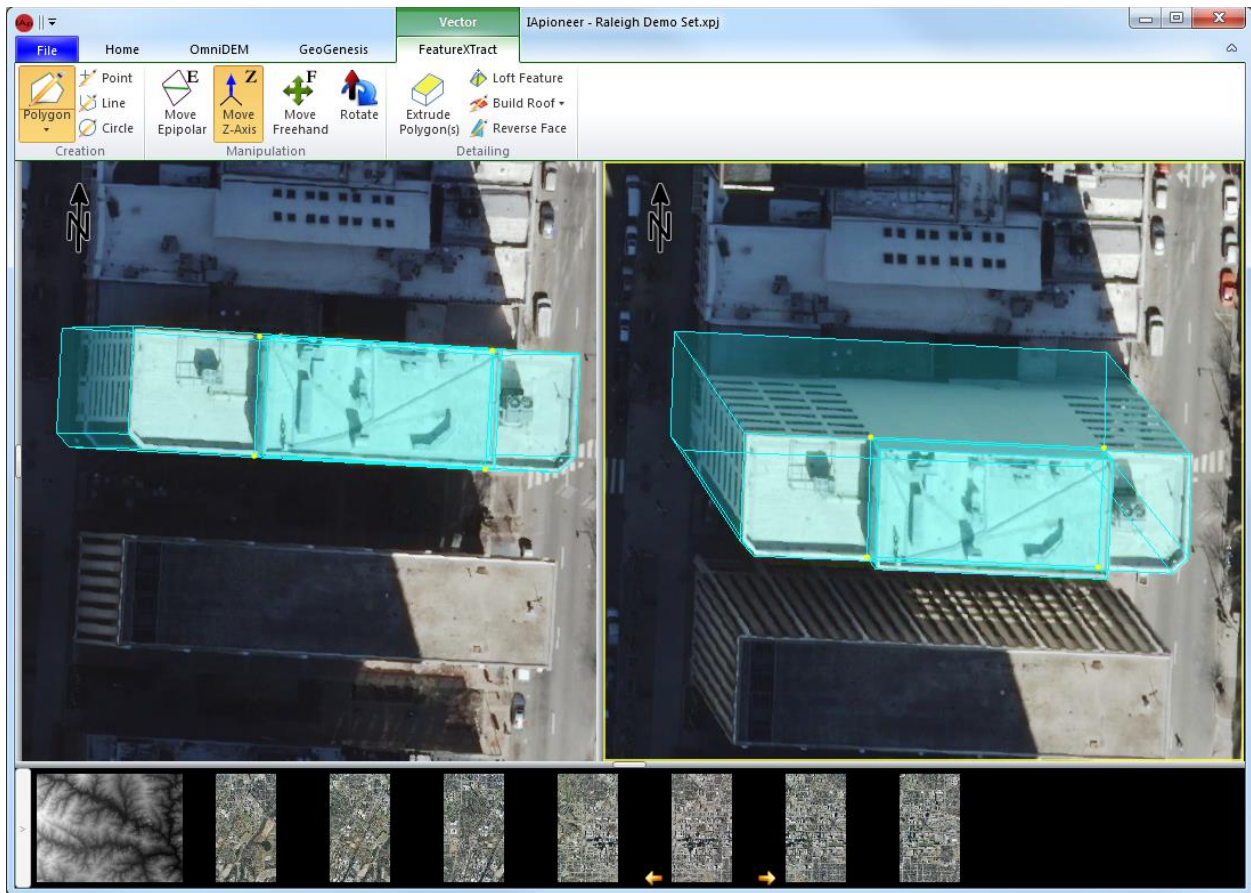 IAp
Vector
IApioneer - Raleigh Demo Set.xpj
File
Home
OmniDEM
GeoGenesis
FeatureXTract
Polygon
Point
Line
Circle
Creation
E
Move
Epipolar
Z
Move
Z-Axis
F
Move
Freehand
Rotate
Manipulation
Extrude
Polygon(s)
Loft Feature
Build Roof
Reverse Face
Detailing
N
N
>